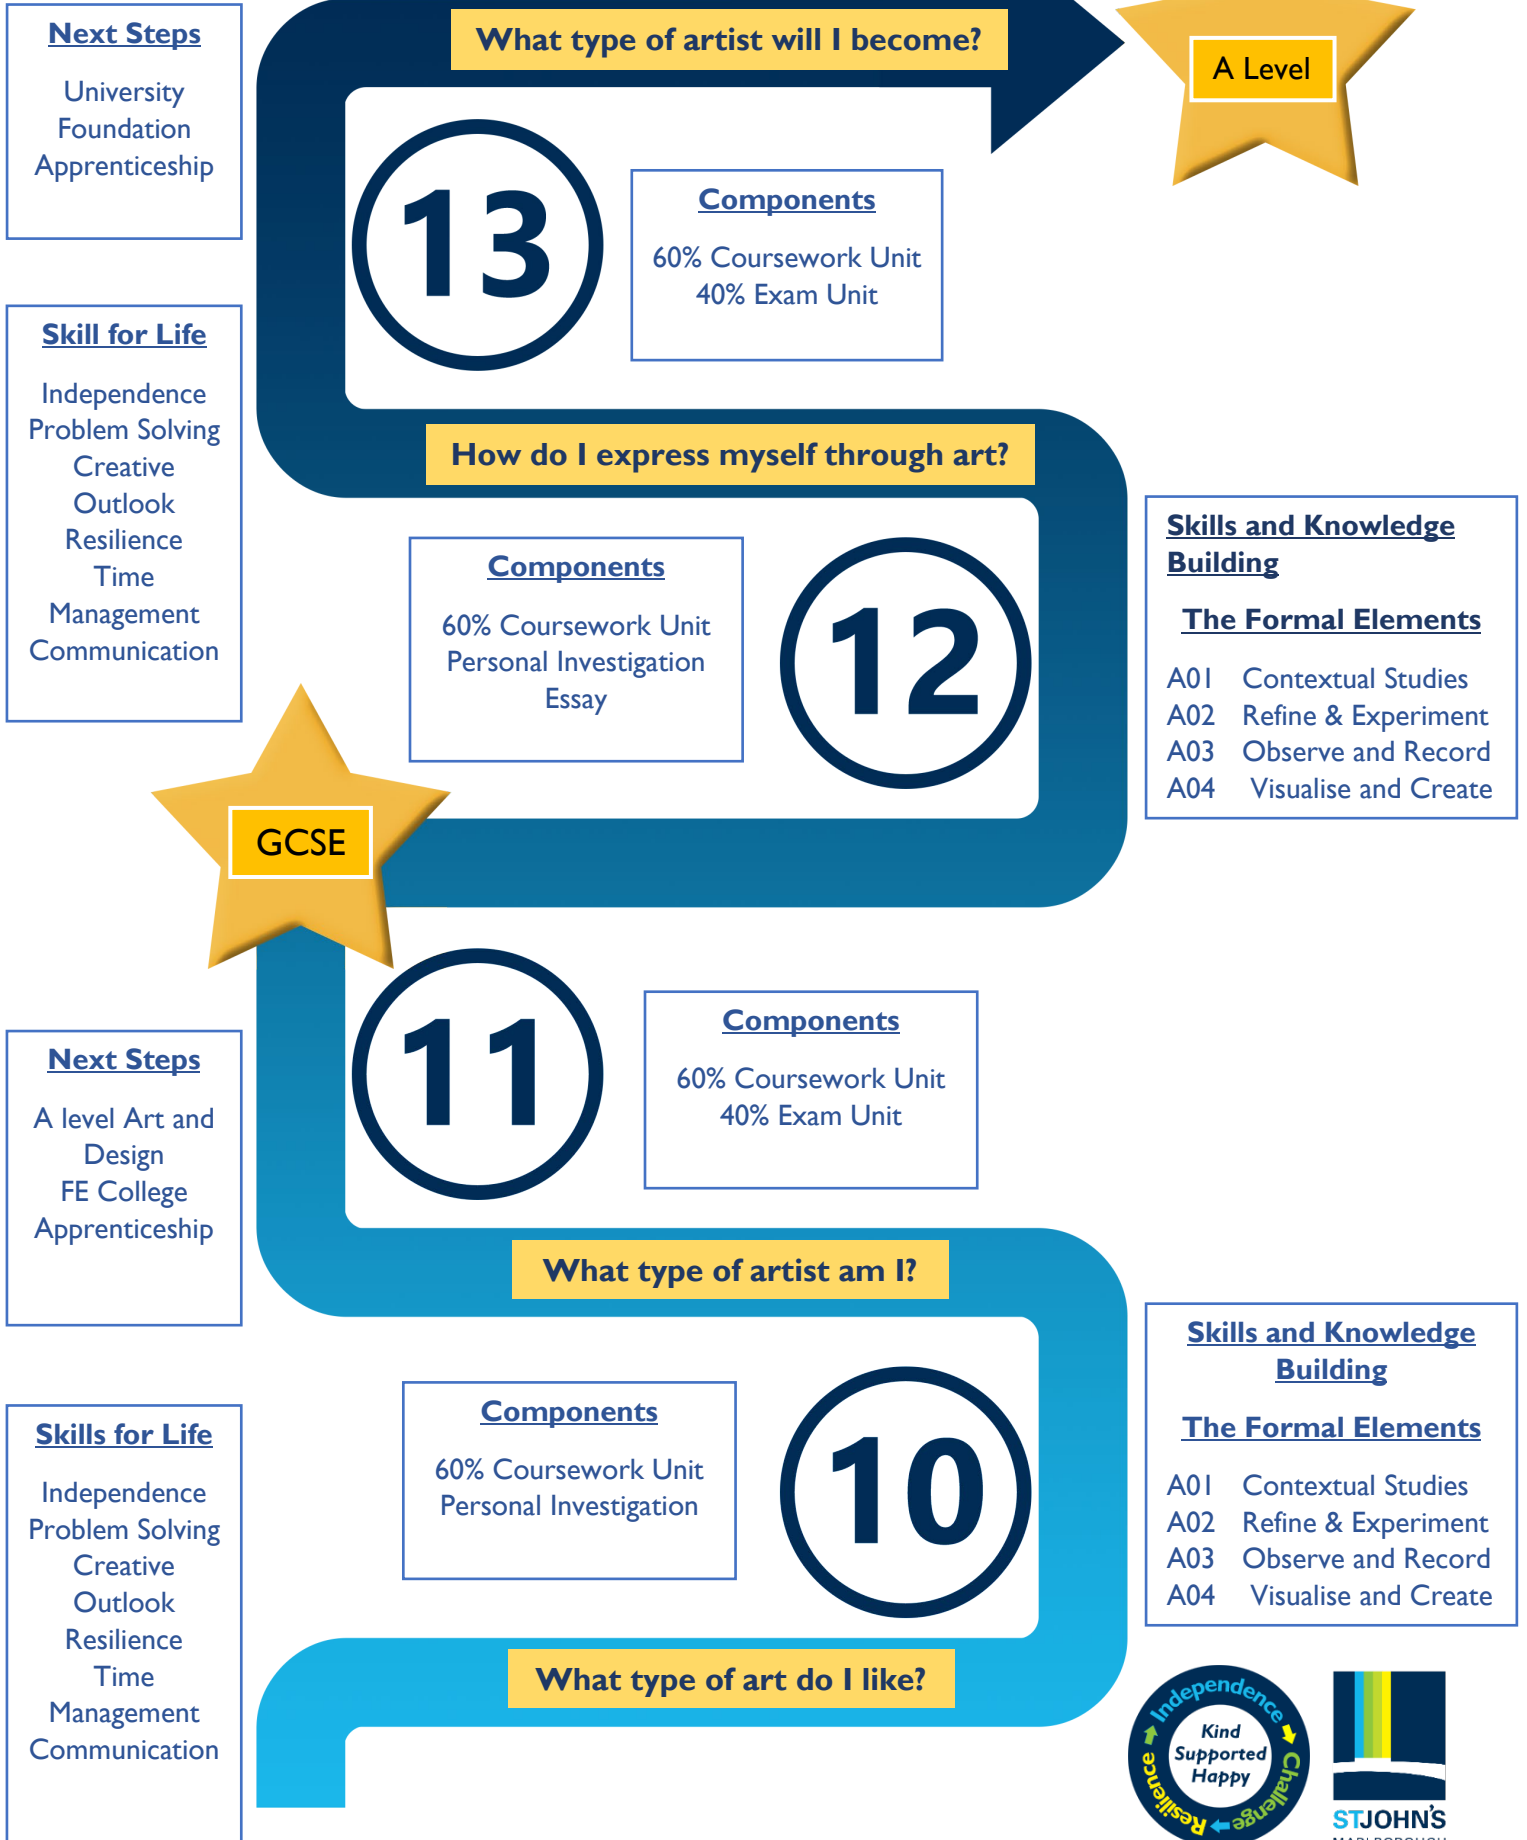 Next Steps
University
Foundation
Apprenticeship
What type of artist will I become?
A Level
13
Components
60% Coursework Unit
40% Exam Unit
Skill for Life
Independence
Problem Solving
Creative
Outlook
Resilience
Time
Management
Communication
How do I express myself through art?
Components
60% Coursework Unit
Personal Investigation
Essay
12
Skills and Knowledge
Building
The Formal Elements
A01 Contextual Studies
A02 Refine & Experiment
A03 Observe and Record
A04 Visualise and Create
GCSE
11
Components
60% Coursework Unit
40% Exam Unit
Next Steps
A level Art and
Design
FE College
Apprenticeship
What type of artist am I?
Components
60% Coursework Unit
Personal Investigation
10
Skills and Knowledge
Building
The Formal Elements
A01 Contextual Studies
A02 Refine & Experiment
A03 Observe and Record
A04 Visualise and Create
Skills for Life
Independence
Problem Solving
Creative
Outlook
Resilience
Time
Management
Communication
What type of art do I like?
Independence
Challenge
Resilience
Kind
Supported
Happy
STJOHN'S
MARLBOROUGH